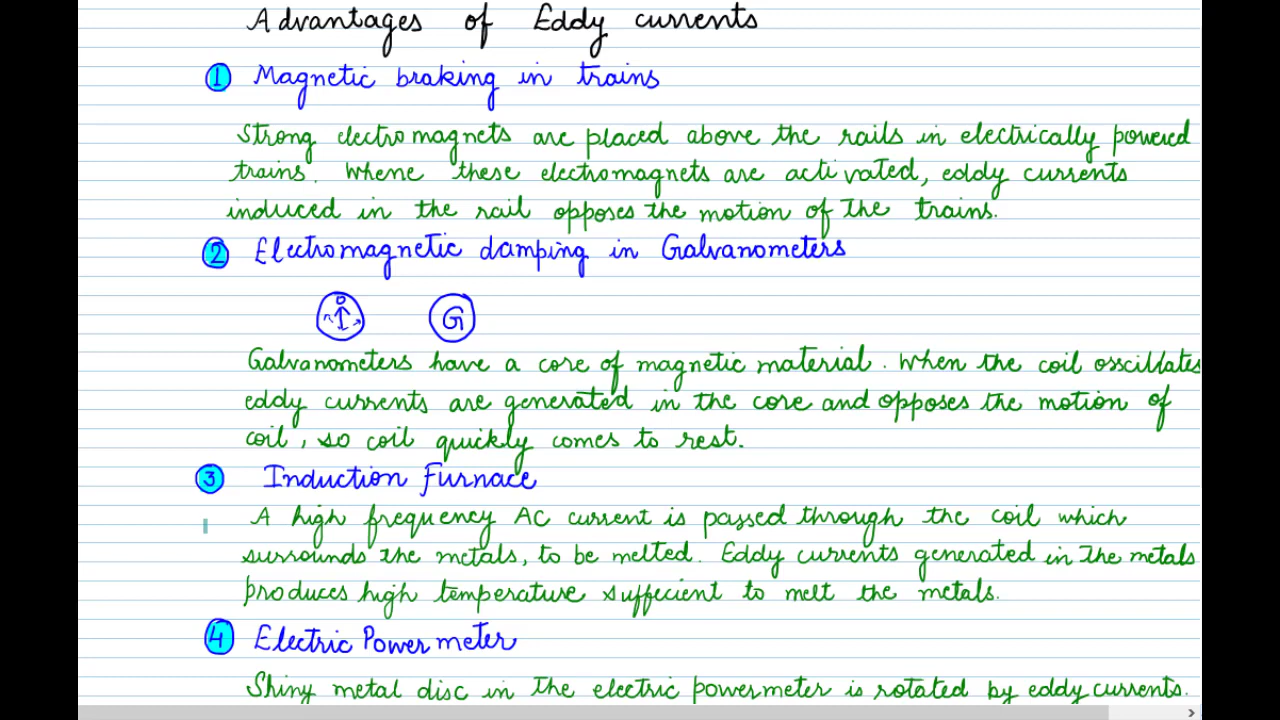 Advantages of Eddy currents
1 Magnetic braking in trains
Strong electromagnets are placed above the rails in electrically powered
trains. Whene these electromagnets are activated, eddy currents
induced in the rail opposes the motion of the trains.
2 Electromagnetic damping in Galvanometers
G
Galvanometers have a core of magnetic material. When the coil osscillates
eddy currents are generated in the core and opposes the motion of
coil, so coil quickly comes to rest.
3 Induction Furnace
A high frequency AC current is passed through the coil which
surrounds the metals, to be melted. Eddy currents generated in the metals
produces high temperature suffecient to melt the metals.
4 Electric Power meter
Shiny metal disc in the electric powermeter is rotated by eddy currents.